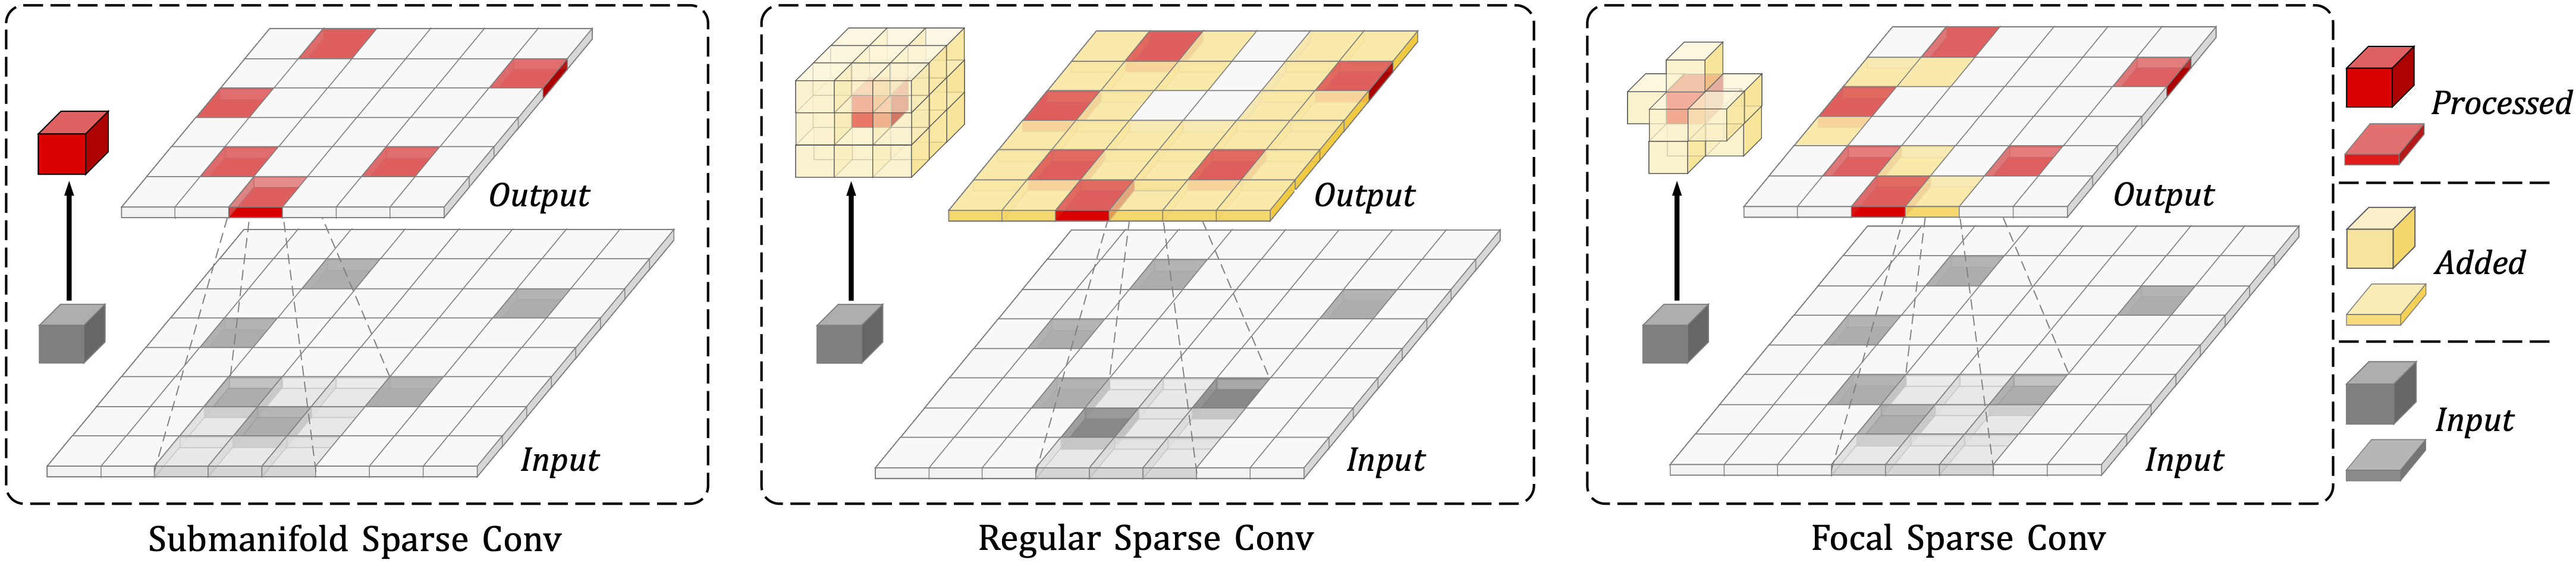 Output
Input
Submanifold Sparse Conv
Output
Input
Regular Sparse Conv
Output
Input
Focal Sparse Conv
Processed
Added
Input